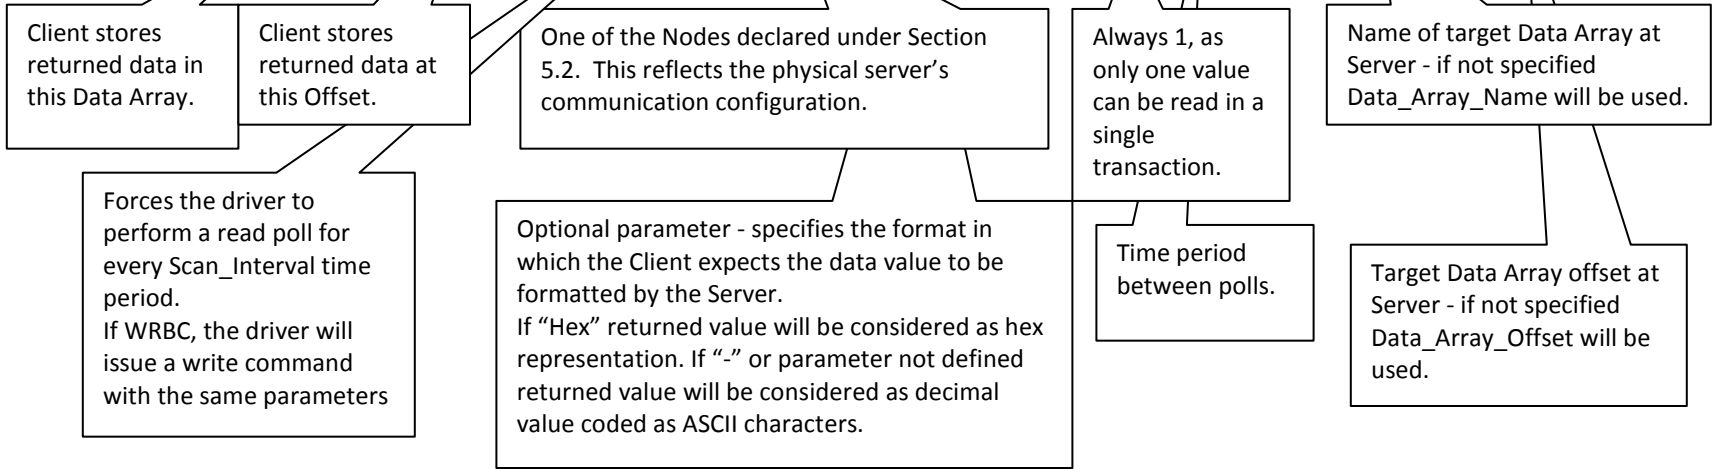 Client stores
returned data in
this Data Array.
Client stores
returned data at
this Offset.
One of the Nodes declared under Section
5.2.  This reflects the physical server’s
communication configuration.
Always 1, as
only one value
can be read in a
single
transaction.
Name of target Data Array at
Server - if not specified
Data_Array_Name will be used.
Forces the driver to
perform a read poll for
every Scan_Interval time
period.
If WRBC, the driver will
issue a write command
with the same parameters
Optional parameter - specifies the format in
which the Client expects the data value to be
formatted by the Server.
If “Hex” returned value will be considered as hex
representation. If “-” or parameter not defined
returned value will be considered as decimal
value coded as ASCII characters.
Time period
between polls.
Target Data Array offset at
Server - if not specified
Data_Array_Offset will be
used.